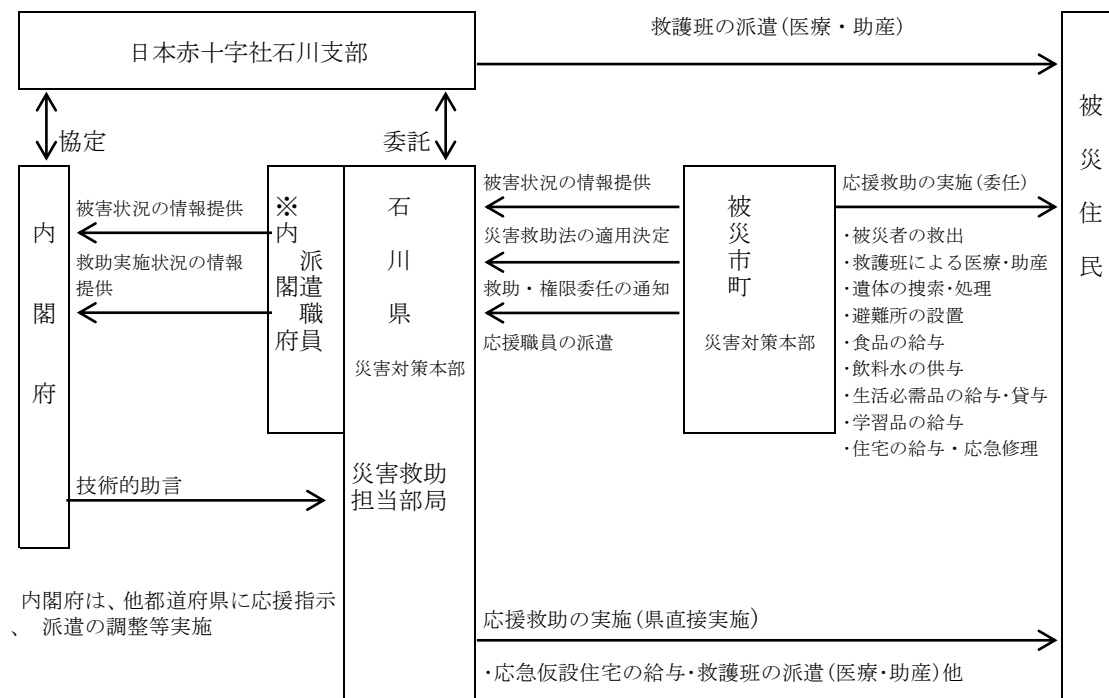 救護班の派遣(医療・助産)
日本赤十字社石川支部
被災住民
協定
委託
内閣府
被害状況の情報提供
救助実施状況の情報
提供
※内閣府
派遣職員
石川県
災害対策本部
被害状況の情報提供
災害救助法の適用決定
救助・権限委任の通知
応援職員の派遣
被災市町
災害対策本部
応援救助の実施(委任)
・被災者の救出
・救護班による医療・助産
・遺体の捜索・処理
・避難所の設置
・食品の給与
・飲料水の供与
・生活必需品の給与・貸与
・学習品の給与
・住宅の給与・応急修理
技術的助言
災害救助
担当部局
内閣府は、他都道府県に応援指示
、 派遣の調整等実施
応援救助の実施(県直接実施)
・応急仮設住宅の給与・救護班の派遣(医療・助産)他